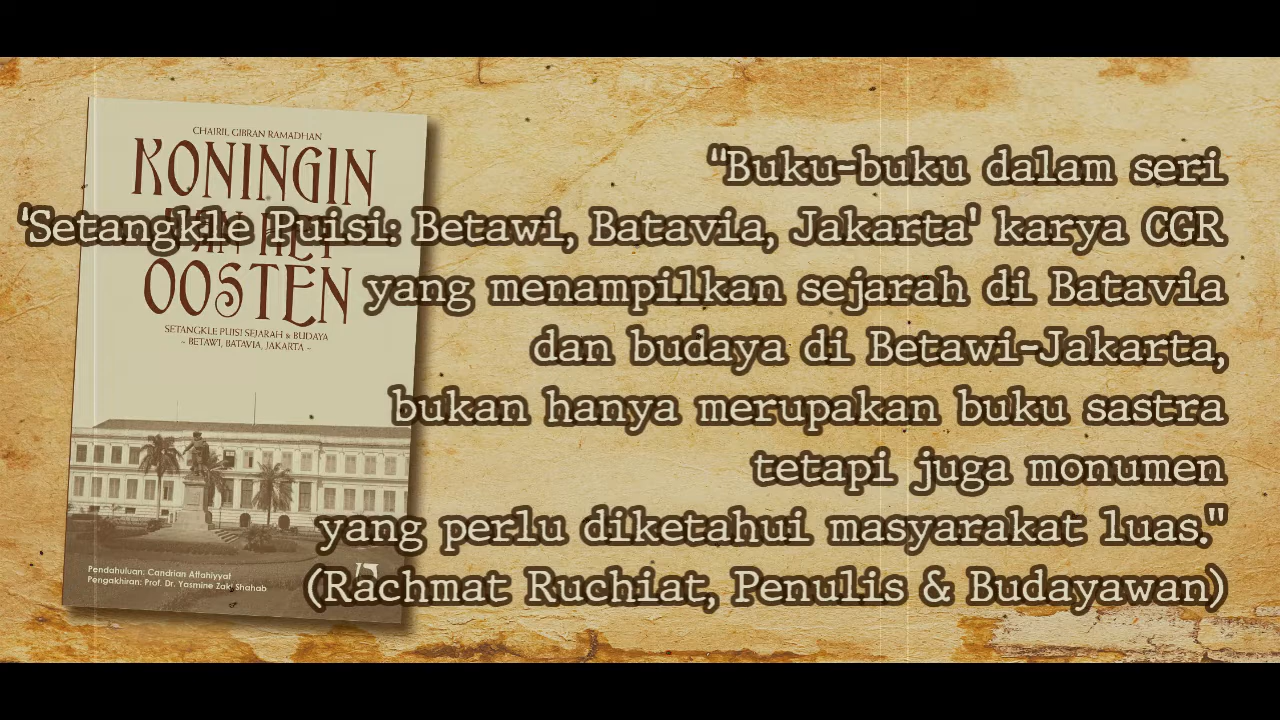 CHAIRIL GIBRAN RAMADHAN
KONINGIN
VAN HET
OOSTEN
SETANGKLE PUISI SEJARAH & BUDAYA
~ BETAWI, BATAVIA, JAKARTA ~
Pendahuluan: Candrian Attahiyyat
Pengakhiran: Prof. Dr. Yasmine Zaki Shahab
"Buku-buku dalam seri
'Setangkle Puisi: Betawi, Batavia, Jakarta' karya CGR
yang menampilkan sejarah di Batavia
dan budaya di Betawi-Jakarta,
bukan hanya merupakan buku sastra
tetapi juga monumen
yang perlu diketahui masyarakat luas."
(Rachmat Ruchiat, Penulis & Budayawan)